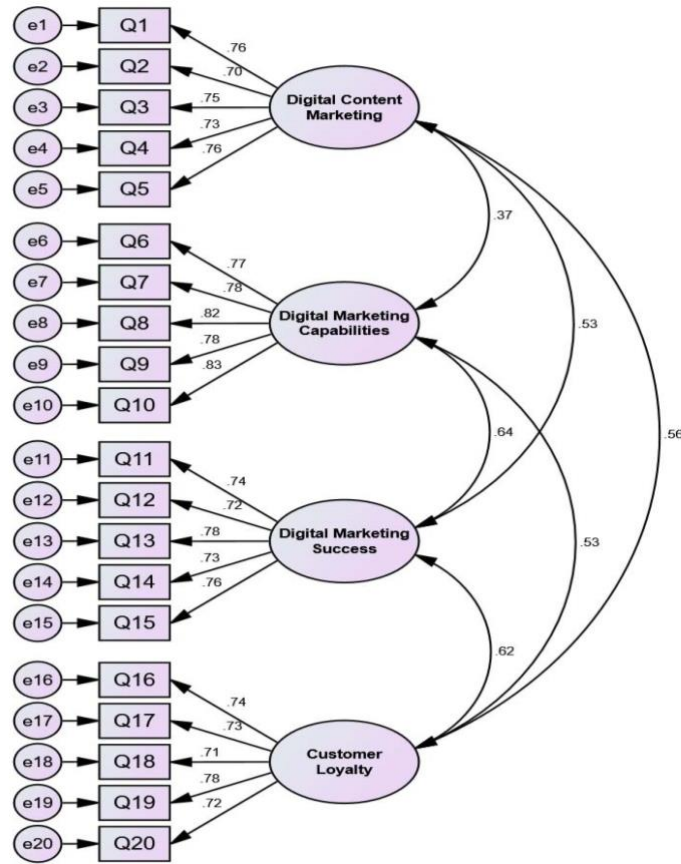 e1 Q1
e2 Q2
e3 Q3
e4 Q4
e5 Q5
.76
.70
.75
.73
.76
Digital Content
Marketing
.37
e6 Q6
e7 Q7
e8 Q8
e9 Q9
e10 Q10
.77
.78
.82
.78
.83
Digital Marketing
Capabilities
.53
.64
.56
e11 Q11
e12 Q12
e13 Q13
e14 Q14
e15 Q15
.74
.72
.78
.73
.76
Digital Marketing
Success
.53
.62
e16 Q16
e17 Q17
e18 Q18
e19 Q19
e20 Q20
.74
.73
.71
.78
.72
Customer
Loyalty